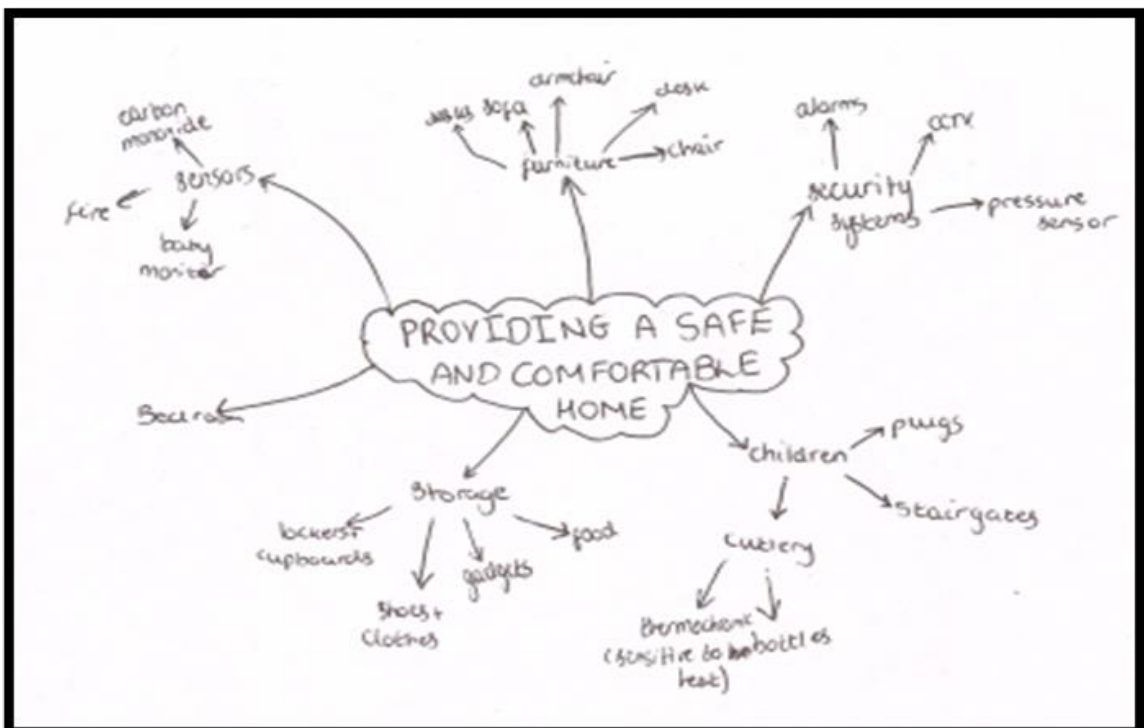 carbon
monoxide
sensors
fire
baby
monitor
sofa
armchair
desk
chair
furniture
alarms
cctv
security
systems
pressure
sensor
PROVIDING A SAFE
AND COMFORTABLE
HOME
storage
lockers+
cupboards
shoes+
clothes
gadgets
food
children
plugs
stairgates
cutlery
thermochromic
(sensitive to
heat)
bottles